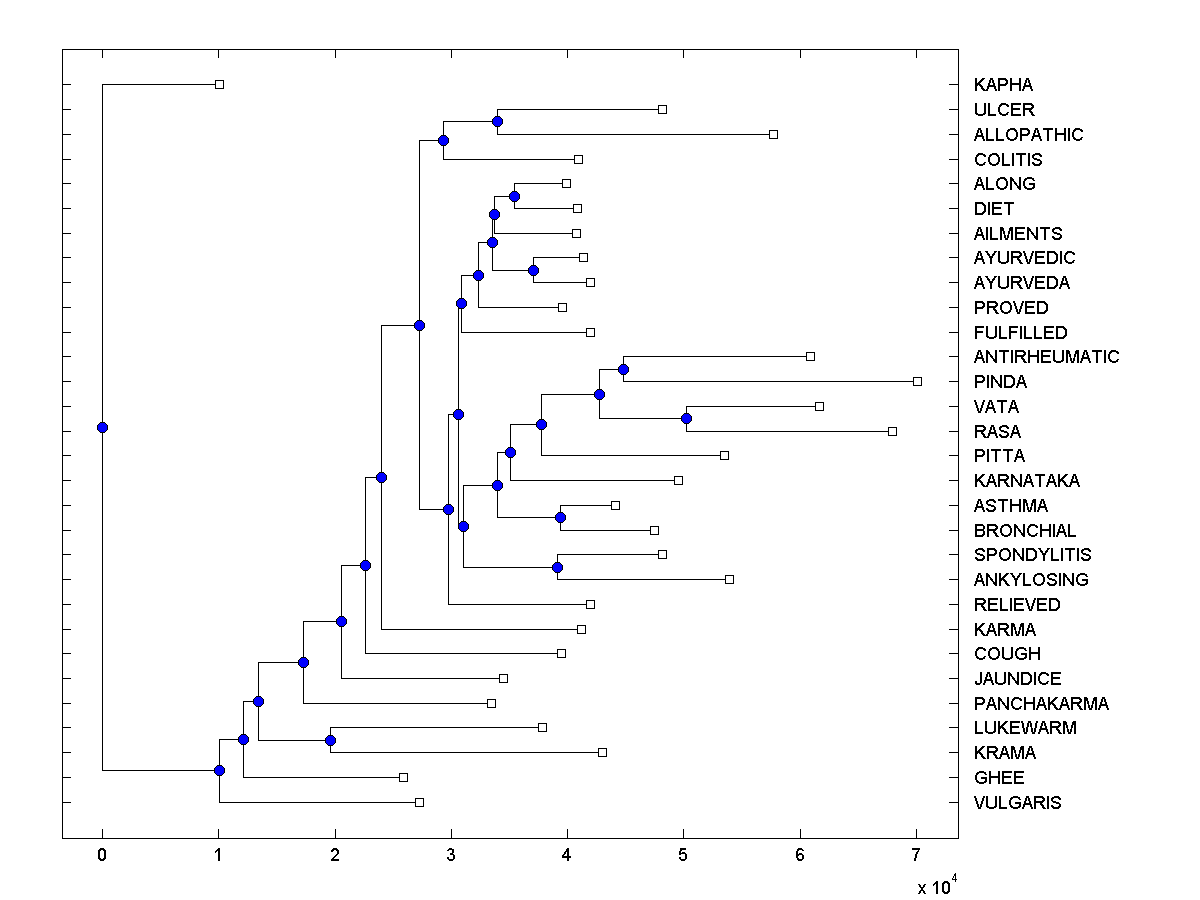 KAPHA
ULCER
ALLOPATHIC
COLITIS
ALONG
DIET
AILMENTS
AYURVEDIC
AYURVEDA
PROVED
FULFILLED
ANTIRHEUMATIC
PINDA
VATA
RASA
PITTA
KARNATAKA
ASTHMA
BRONCHIAL
SPONDYLITIS
ANKYLOSING
RELIEVED
KARMA
COUGH
JAUNDICE
PANCHAKARMA
LUKEWARM
KRAMA
GHEE
VULGARIS
0 1 2 3 4 5 6 7
x 10^4